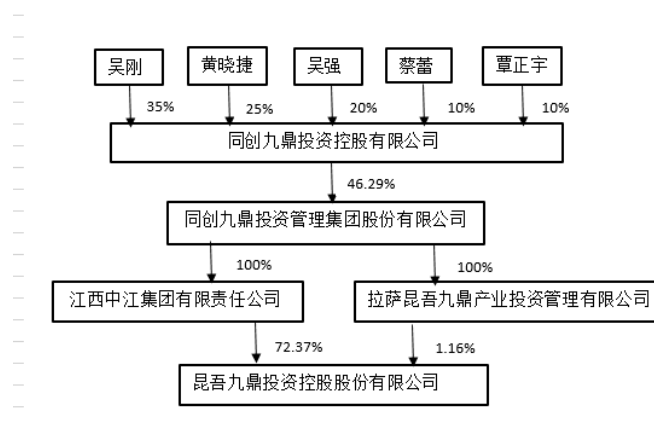 吴刚 黄晓捷 吴强 蔡蕾 覃正宇
35% 25% 20% 10% 10%
同创九鼎投资控股有限公司
46.29%
同创九鼎投资管理集团股份有限公司
100% 100%
江西中江集团有限责任公司 拉萨昆吾九鼎产业投资管理有限公司
72.37% 1.16%
昆吾九鼎投资控股股份有限公司